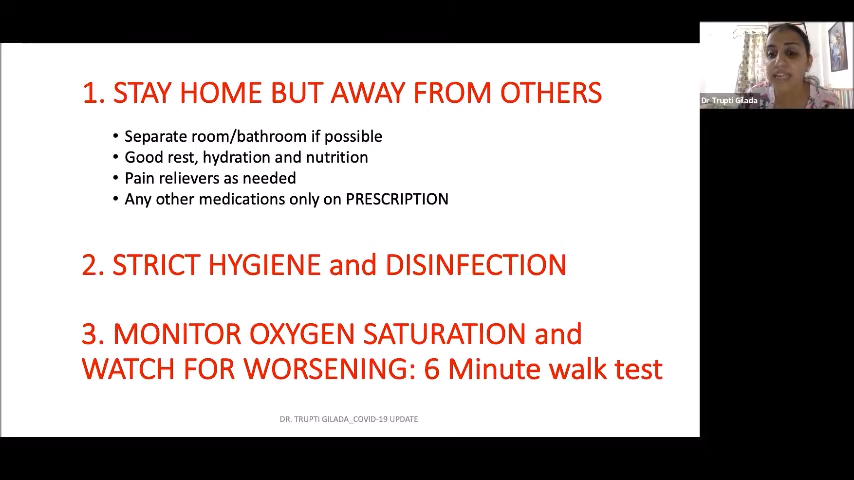 1. STAY HOME BUT AWAY FROM OTHERS
• Separate room/bathroom if possible
• Good rest, hydration and nutrition
• Pain relievers as needed
• Any other medications only on PRESCRIPTION
2. STRICT HYGIENE and DISINFECTION
3. MONITOR OXYGEN SATURATION and
WATCH FOR WORSENING: 6 Minute walk test
DR. TRUPTI GILADA_COVID-19 UPDATE
Dr Trupti Gilada